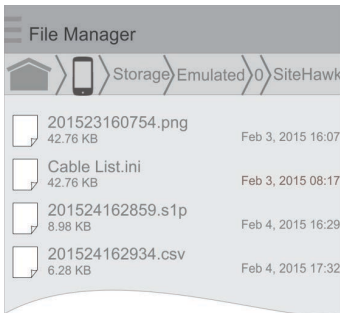 File Manager
Storage Emulated 0 SiteHawk
201523160754.png
42.76 KB Feb 3, 2015 16:07
Cable List.ini
42.76 KB Feb 3, 2015 08:17
201524162859.s1p
8.98 KB Feb 4, 2015 16:29
201524162934.csv
6.28 KB Feb 4, 2015 17:32